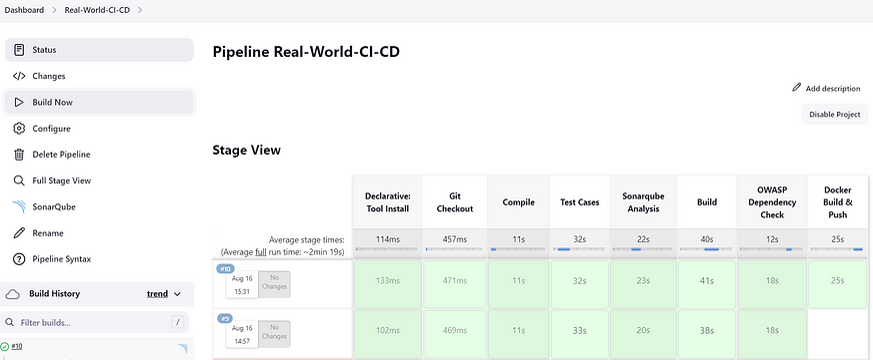 Dashboard > Real-World-CI-CD >
Status
Changes
Build Now
Configure
Delete Pipeline
Full Stage View
SonarQube
Rename
Pipeline Syntax
Build History trend
Filter builds... /
#10
Pipeline Real-World-CI-CD
Add description
Disable Project
Stage View
Declarative: Tool Install
Git Checkout
Compile
Test Cases
Sonarqube Analysis
Build
OWASP Dependency Check
Docker Build & Push
Average stage times:
(Average full run time: ~2min 19s)
114ms 457ms 11s 32s 22s 40s 12s 25s
#10
Aug 16
15:31
No Changes
133ms 471ms 11s 32s 23s 41s 18s 25s
#9
Aug 16
14:57
No Changes
102ms 469ms 11s 33s 20s 38s 18s